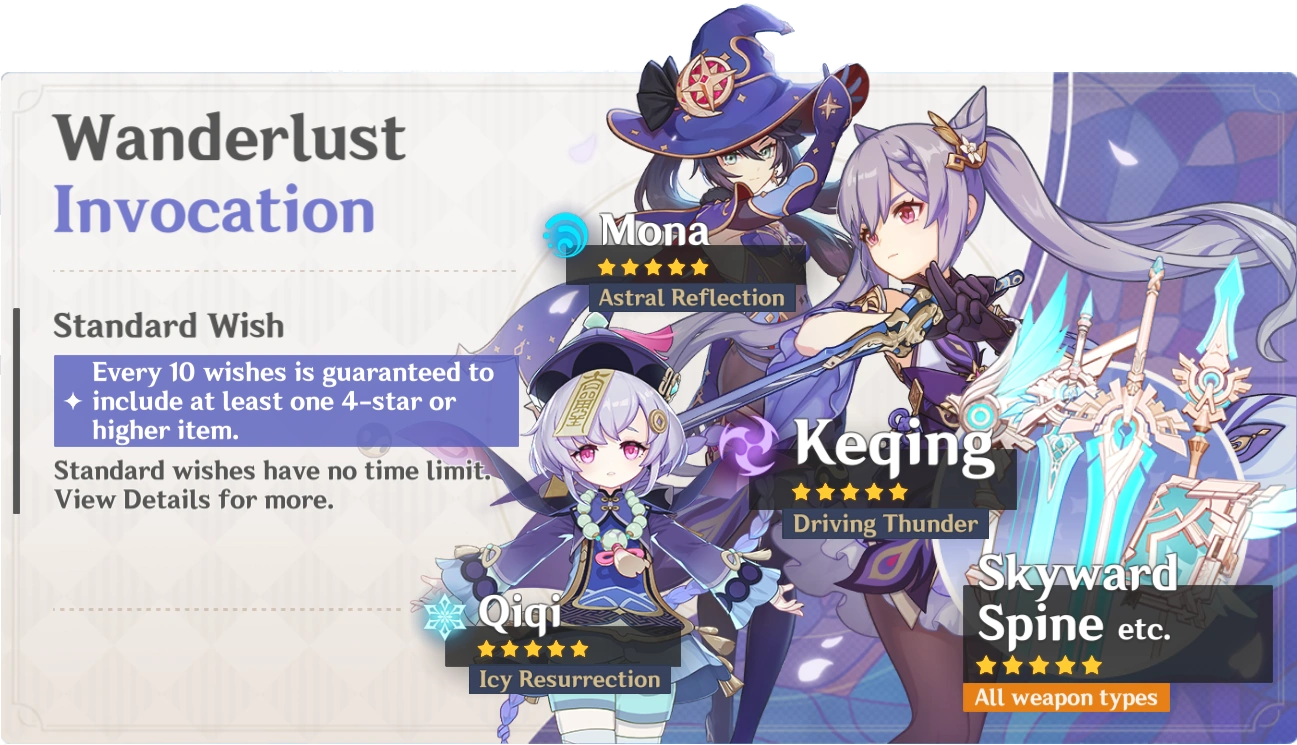 Wanderlust
Invocation
Standard Wish
Every 10 wishes is guaranteed to
include at least one 4-star or
higher item.
Standard wishes have no time limit.
View Details for more.
Mona
Astral Reflection
Keqing
Driving Thunder
Qiqi
Icy Resurrection
Skyward
Spine etc.
All weapon types